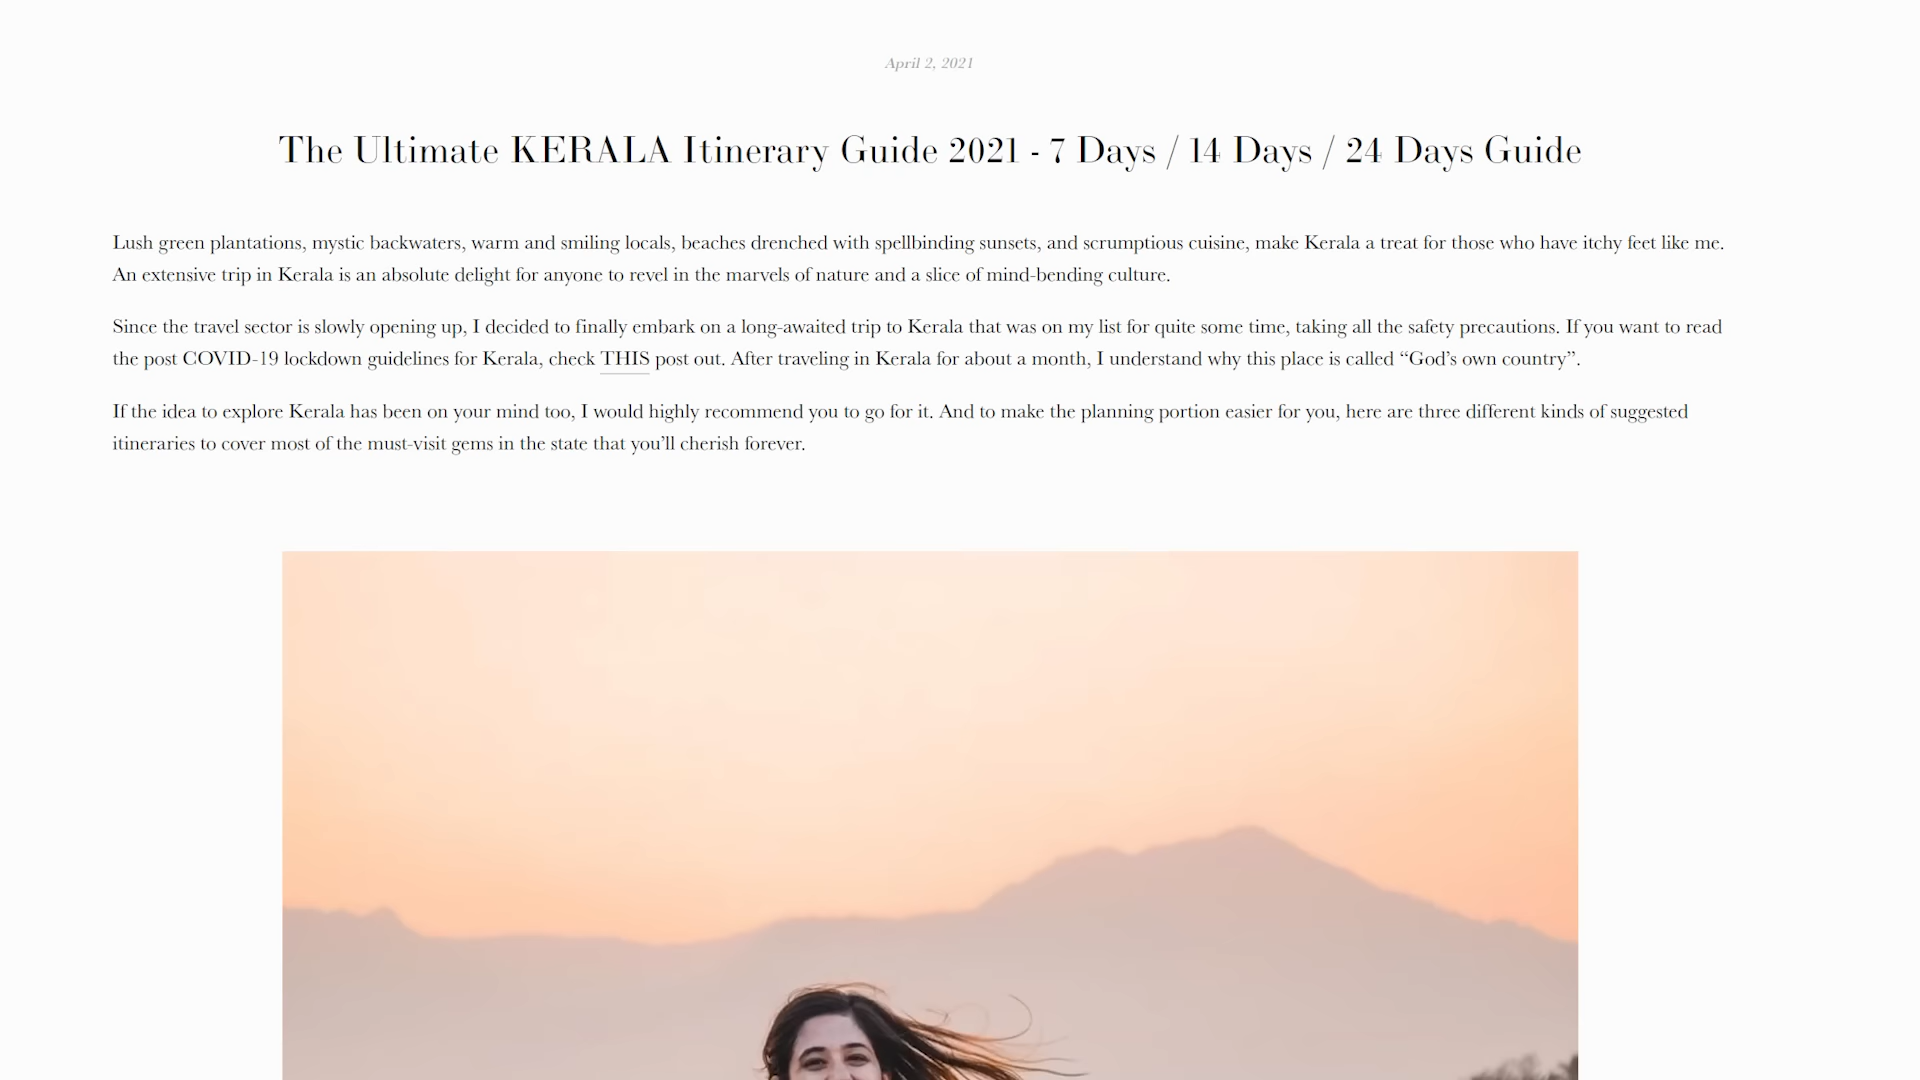 April 2, 2021
The Ultimate KERALA Itinerary Guide 2021 - 7 Days / 14 Days / 24 Days Guide
Lush green plantations, mystic backwaters, warm and smiling locals, beaches drenched with spellbinding sunsets, and scrumptious cuisine, make Kerala a treat for those who have itchy feet like me.
An extensive trip in Kerala is an absolute delight for anyone to revel in the marvels of nature and a slice of mind-bending culture.
Since the travel sector is slowly opening up, I decided to finally embark on a long-awaited trip to Kerala that was on my list for quite some time, taking all the safety precautions. If you want to read
the post COVID-19 lockdown guidelines for Kerala, check THIS post out. After traveling in Kerala for about a month, I understand why this place is called “God’s own country”.
If the idea to explore Kerala has been on your mind too, I would highly recommend you to go for it. And to make the planning portion easier for you, here are three different kinds of suggested
itineraries to cover most of the must-visit gems in the state that you’ll cherish forever.